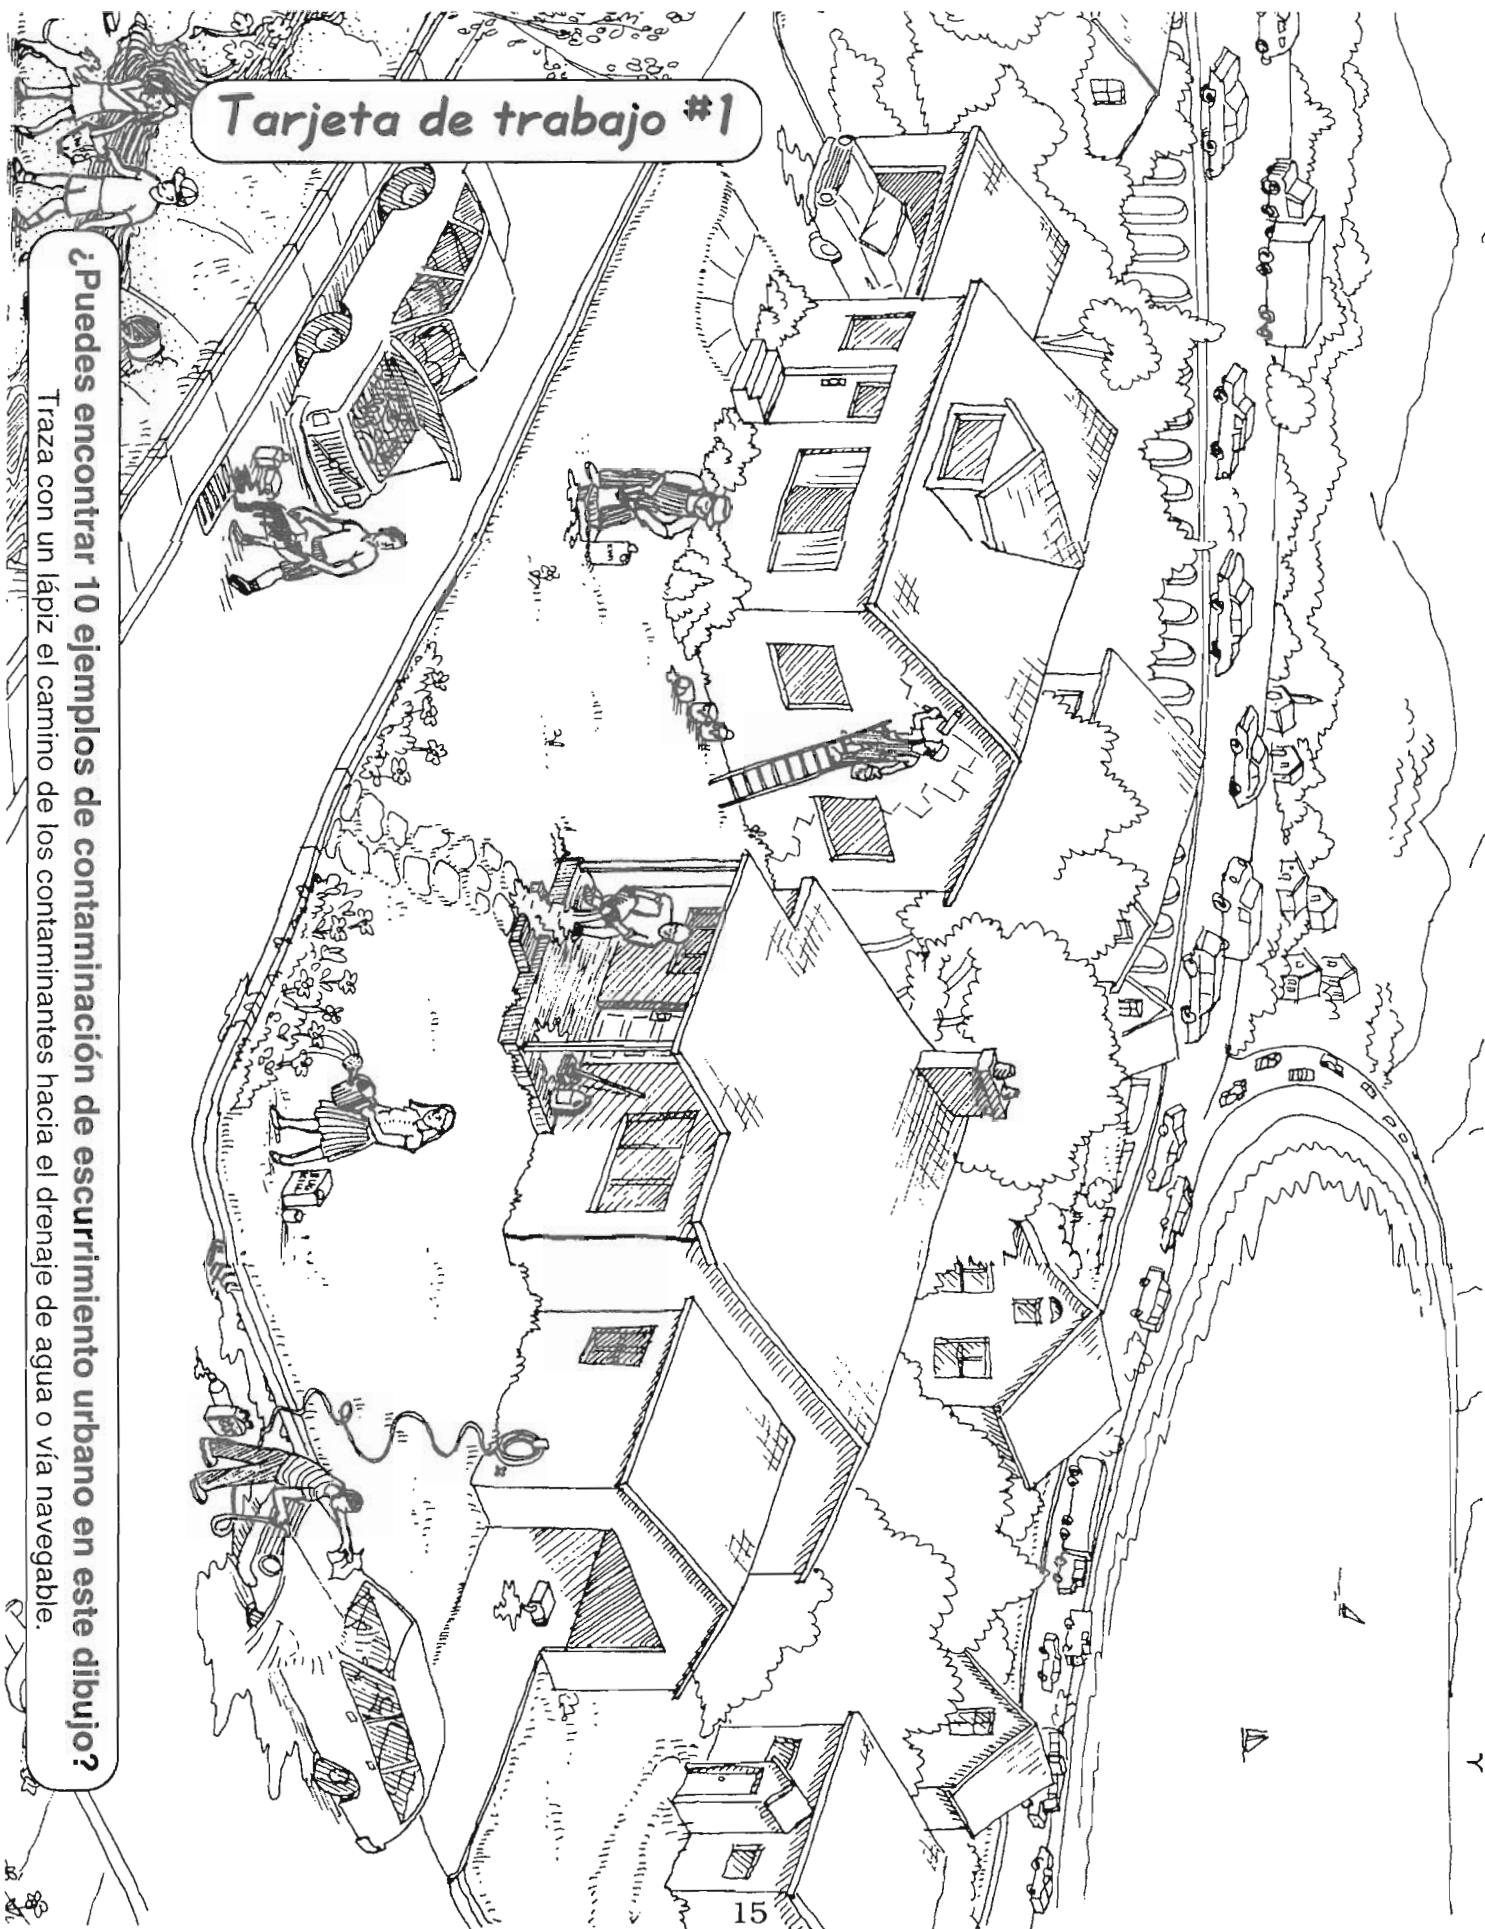 Tarjeta de trabajo #1
¿Puedes encontrar 10 ejemplos de contaminación de escurrimiento urbano en este dibujo?
Traza con un lápiz el camino de los contaminantes hacia el drenaje de agua o vía navegable.
15